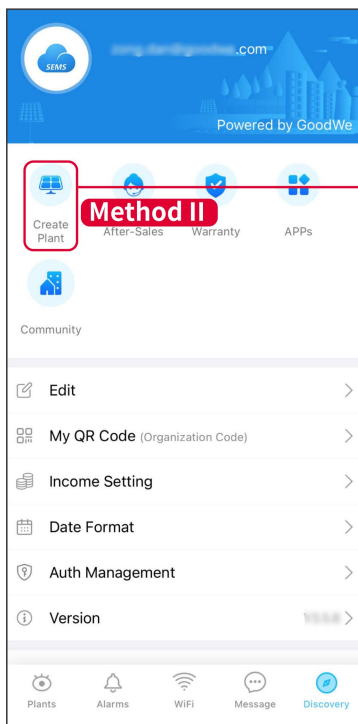 SEMS
.com
Powered by GoodWe
Create
Plant
Method II
After-Sales
Warranty
APPs
Community
Edit
My QR Code (Organization Code)
Income Setting
Date Format
Auth Management
Version
Plants
Alarms
WiFi
Message
Discovery